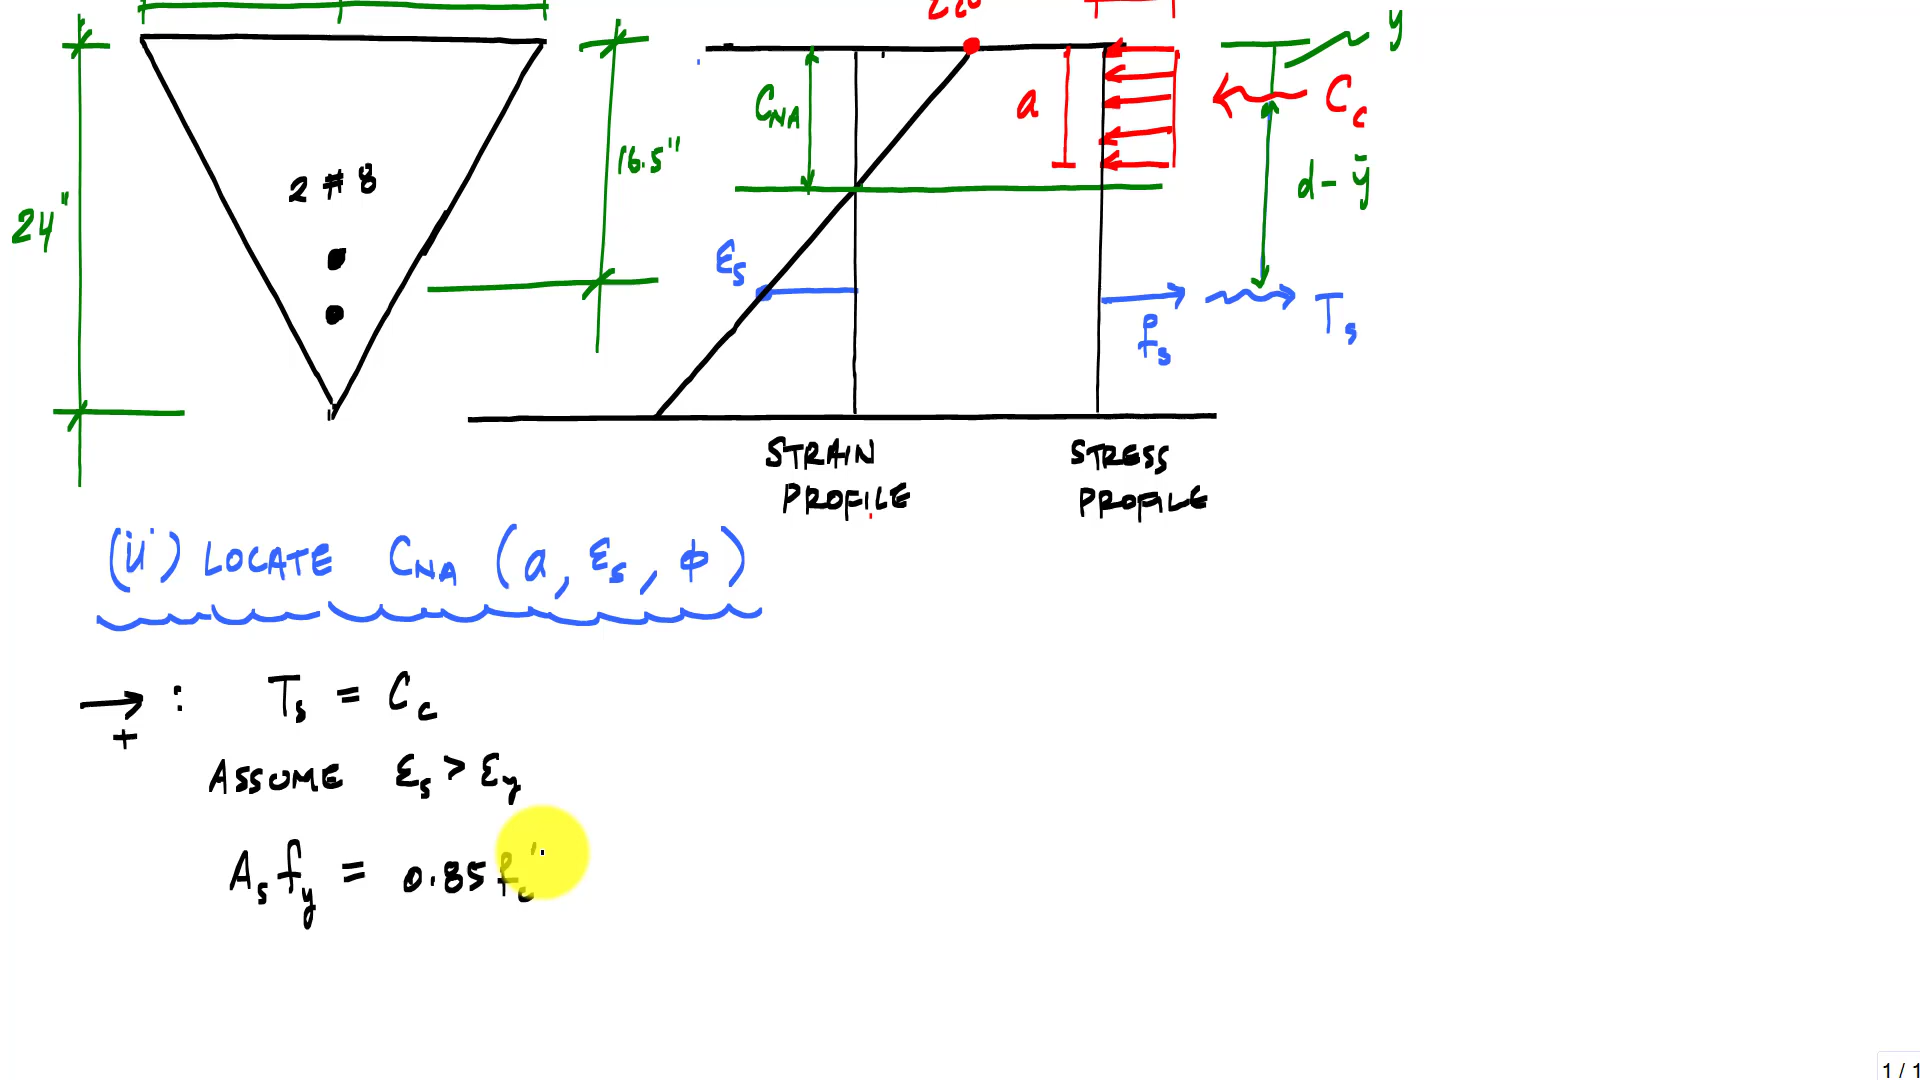 y
C_NA
a
C_c
16.5"
2 # 8
d - ȳ
24"
ε_s
T_s
f_s
STRAIN PROFILE
STRESS PROFILE
(ii) LOCATE C_NA (a, ε_s, φ)
→+ : T_s = C_c
ASSUME ε_s > ε_y
A_s f_y = 0.85 f_c'
1 / 1